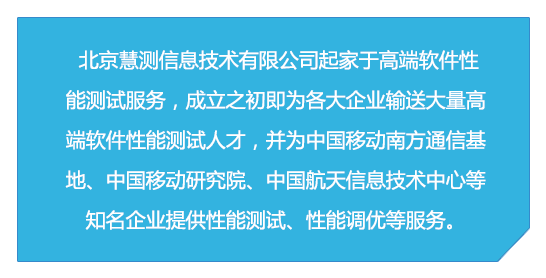 北京慧测信息技术有限公司起家于高端软件性
能测试服务，成立之初即为各大企业输送大量高
端软件性能测试人才，并为中国移动南方通信基
地、中国移动研究院、中国航天信息技术中心等
知名企业提供性能测试、性能调优等服务。